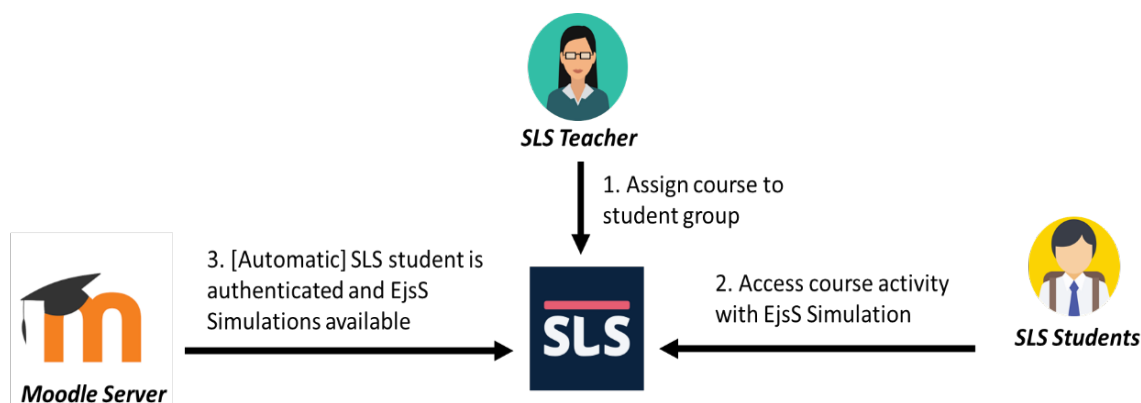 SLS Teacher
1. Assign course to
student group
3. [Automatic] SLS student is
authenticated and EjsS
Simulations available
2. Access course activity
with EjsS Simulation
m
SLS
SLS Students
Moodle Server